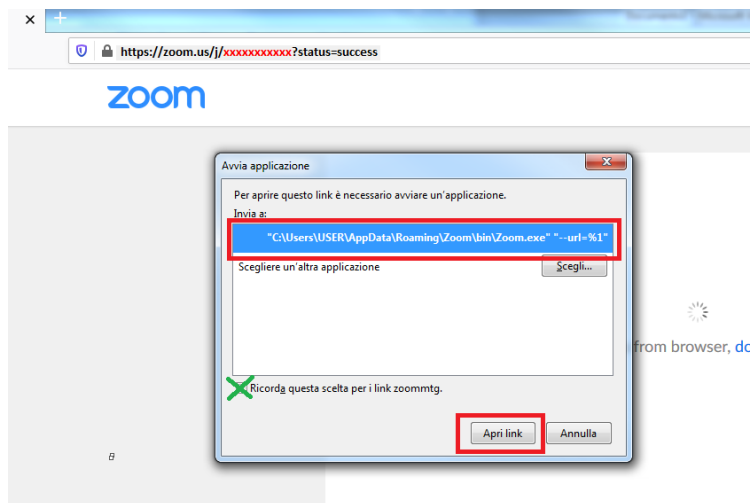 https://zoom.us/j/xxxxxxxxxxx?status=success
zoom
Avvia applicazione
Per aprire questo link è necessario avviare un'applicazione.
Invia a:
"C:\Users\USER\AppData\Roaming\Zoom\bin\Zoom.exe" "--url=%1"
Scegliere un'altra applicazione
Scegli...
from browser, do
Ricorda questa scelta per i link zoommtg.
Apri link
Annulla